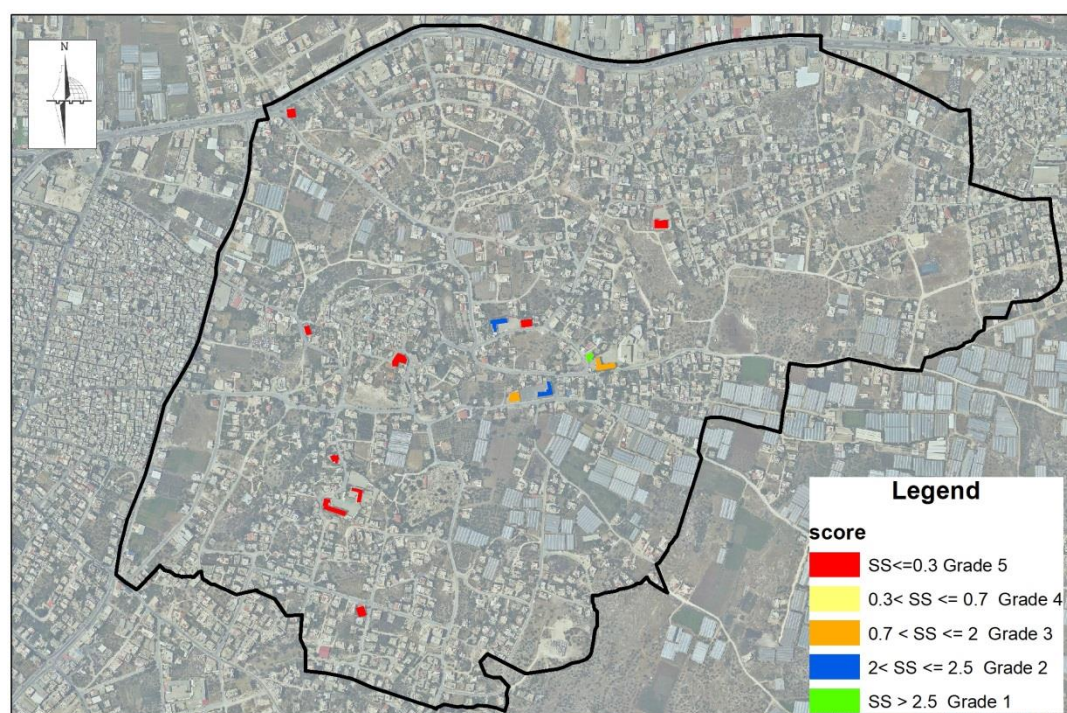 N
Legend
score
SS<=0.3 Grade 5
0.3< SS <= 0.7 Grade 4
0.7 < SS <= 2 Grade 3
2< SS <= 2.5 Grade 2
SS > 2.5 Grade 1